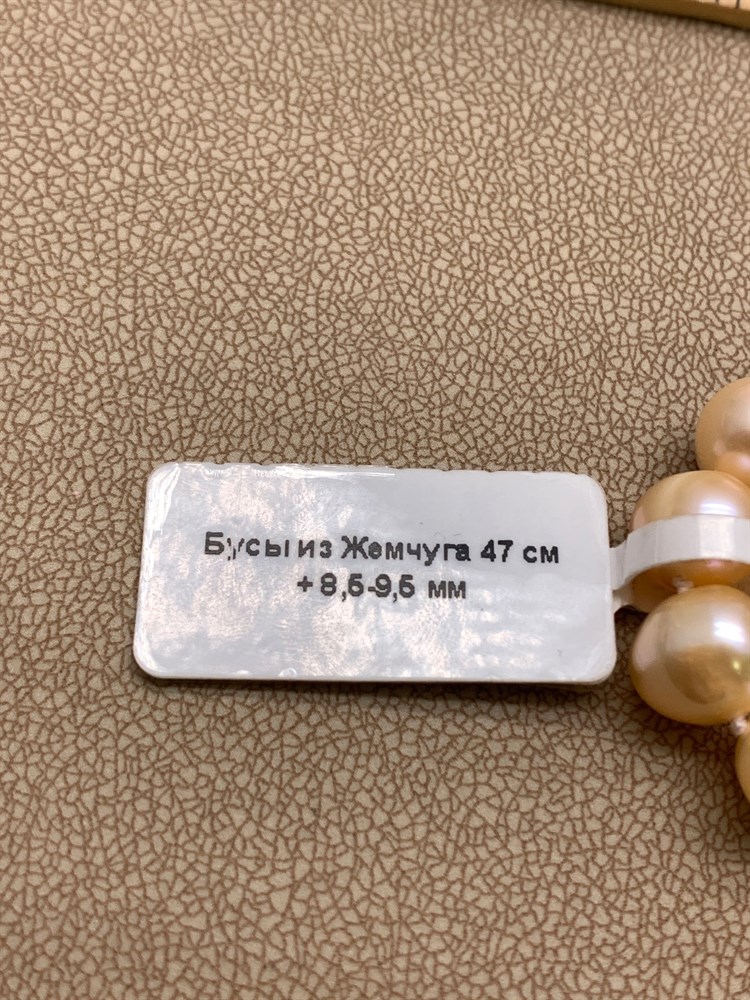 Бусы из Жемчуга 47 см
+ 8,5-9,5 мм